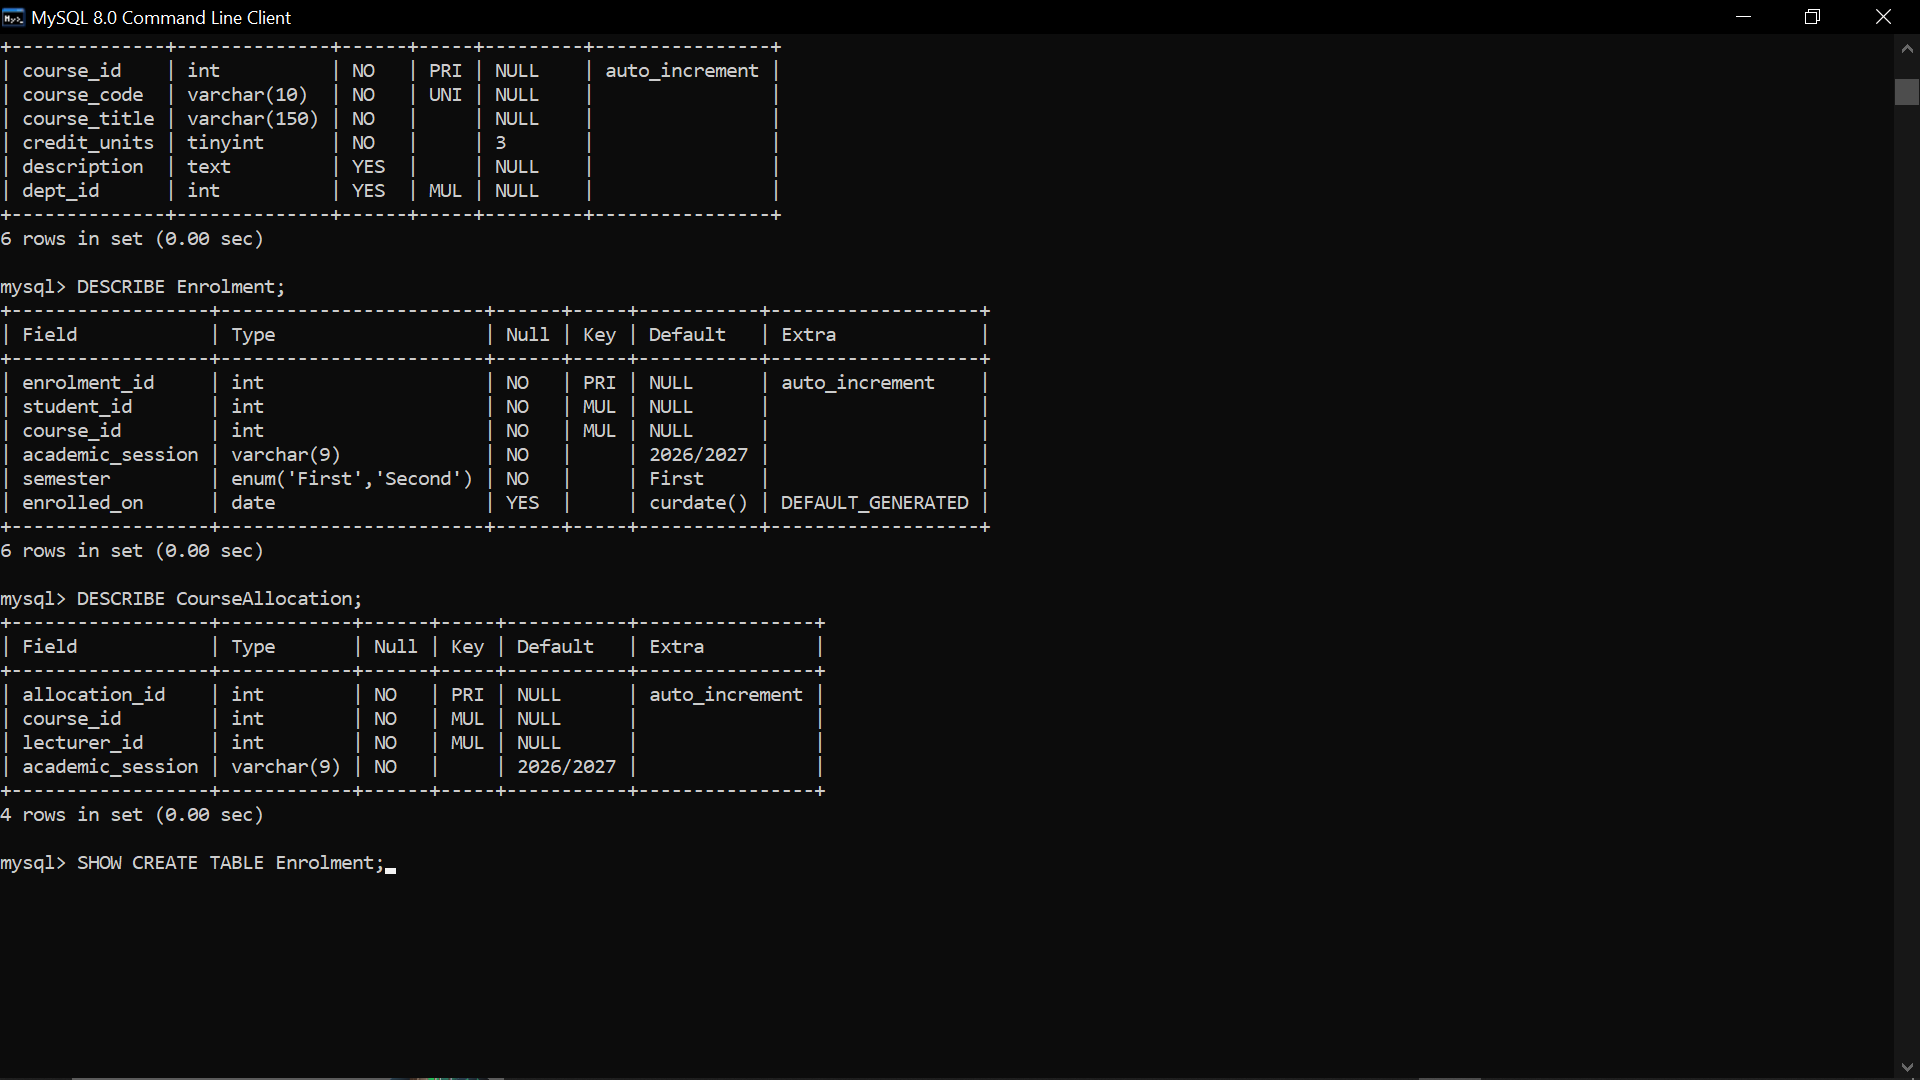 MySQL 8.0 Command Line Client
+---------------+--------------+------+-----+---------+----------------+
| course_id     | int          | NO   | PRI | NULL    | auto_increment |
| course_code   | varchar(10)  | NO   | UNI | NULL    |                |
| course_title  | varchar(150) | NO   |     | NULL    |                |
| credit_units  | tinyint      | NO   |     | 3       |                |
| description   | text         | YES  |     | NULL    |                |
| dept_id       | int          | YES  | MUL | NULL    |                |
+---------------+--------------+------+-----+---------+----------------+
6 rows in set (0.00 sec)
mysql> DESCRIBE Enrolment;
+------------------+------------------------+------+-----+-----------+-------------------+
| Field            | Type                   | Null | Key | Default   | Extra             |
+------------------+------------------------+------+-----+-----------+-------------------+
| enrolment_id     | int                    | NO   | PRI | NULL      | auto_increment    |
| student_id       | int                    | NO   | MUL | NULL      |                   |
| course_id        | int                    | NO   | MUL | NULL      |                   |
| academic_session | varchar(9)             | NO   |     | 2026/2027 |                   |
| semester         | enum('First','Second') | NO   |     | First     |                   |
| enrolled_on      | date                   | YES  |     | curdate() | DEFAULT_GENERATED |
+------------------+------------------------+------+-----+-----------+-------------------+
6 rows in set (0.00 sec)
mysql> DESCRIBE CourseAllocation;
+------------------+------------+------+-----+-----------+----------------+
| Field            | Type       | Null | Key | Default   | Extra          |
+------------------+------------+------+-----+-----------+----------------+
| allocation_id    | int        | NO   | PRI | NULL      | auto_increment |
| course_id        | int        | NO   | MUL | NULL      |                |
| lecturer_id      | int        | NO   | MUL | NULL      |                |
| academic_session | varchar(9) | NO   |     | 2026/2027 |                |
+------------------+------------+------+-----+-----------+----------------+
4 rows in set (0.00 sec)
mysql> SHOW CREATE TABLE Enrolment;